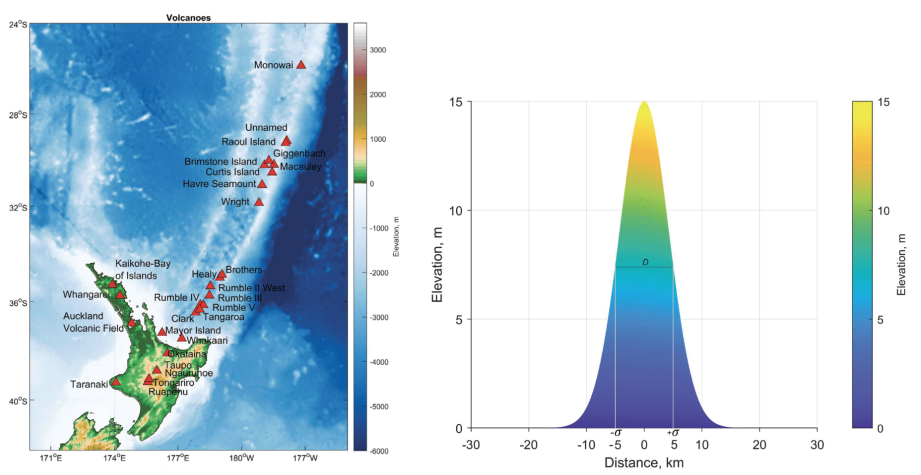 Volcanoes
24°S
28°S
32°S
36°S
40°S
171°E
174°E
177°E
180°W
177°W
Monowai
Unnamed
Raoul Island
Giggenbach
Brimstone Island
Macauley
Curtis Island
Havre Seamount
Wright
Kaikohe-Bay
of Islands
Healy
Brothers
Whangarei
Rumble II West
Rumble IV
Rumble III
Rumble V
Auckland
Volcanic Field
Clark
Tangaroa
Mayor Island
Whakaari
Okataina
Taupo
Ngauruhoe
Taranaki
Tongariro
Ruapehu
3000
2000
1000
0
-1000
-2000
-3000
-4000
-5000
-6000
Elevation, m
15
10
5
0
Elevation, m
D
-σ
+σ
-30
-20
-10
-5
0
5
10
20
30
Distance, km
15
10
5
0
Elevation, m